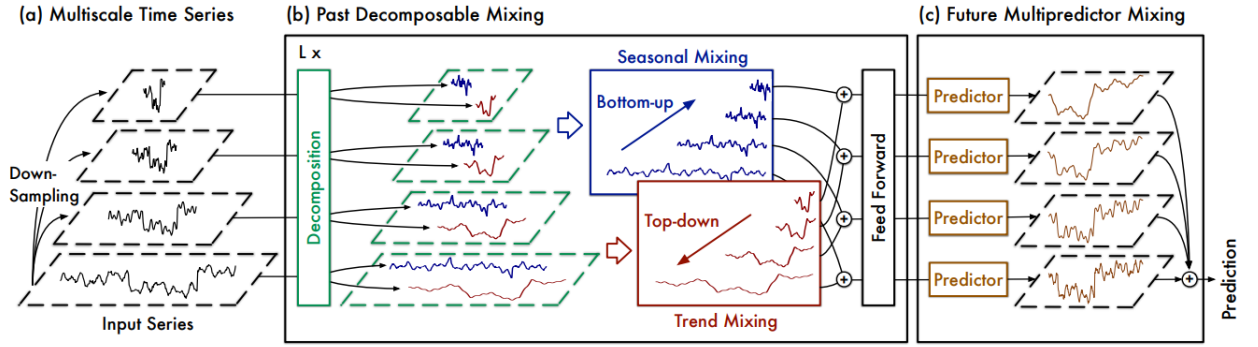 (a) Multiscale Time Series
Down-
Sampling
Input Series
(b) Past Decomposable Mixing
L x
Decomposition
Seasonal Mixing
Bottom-up
Top-down
Trend Mixing
Feed Forward
(c) Future Multipredictor Mixing
Predictor
Predictor
Predictor
Predictor
Prediction